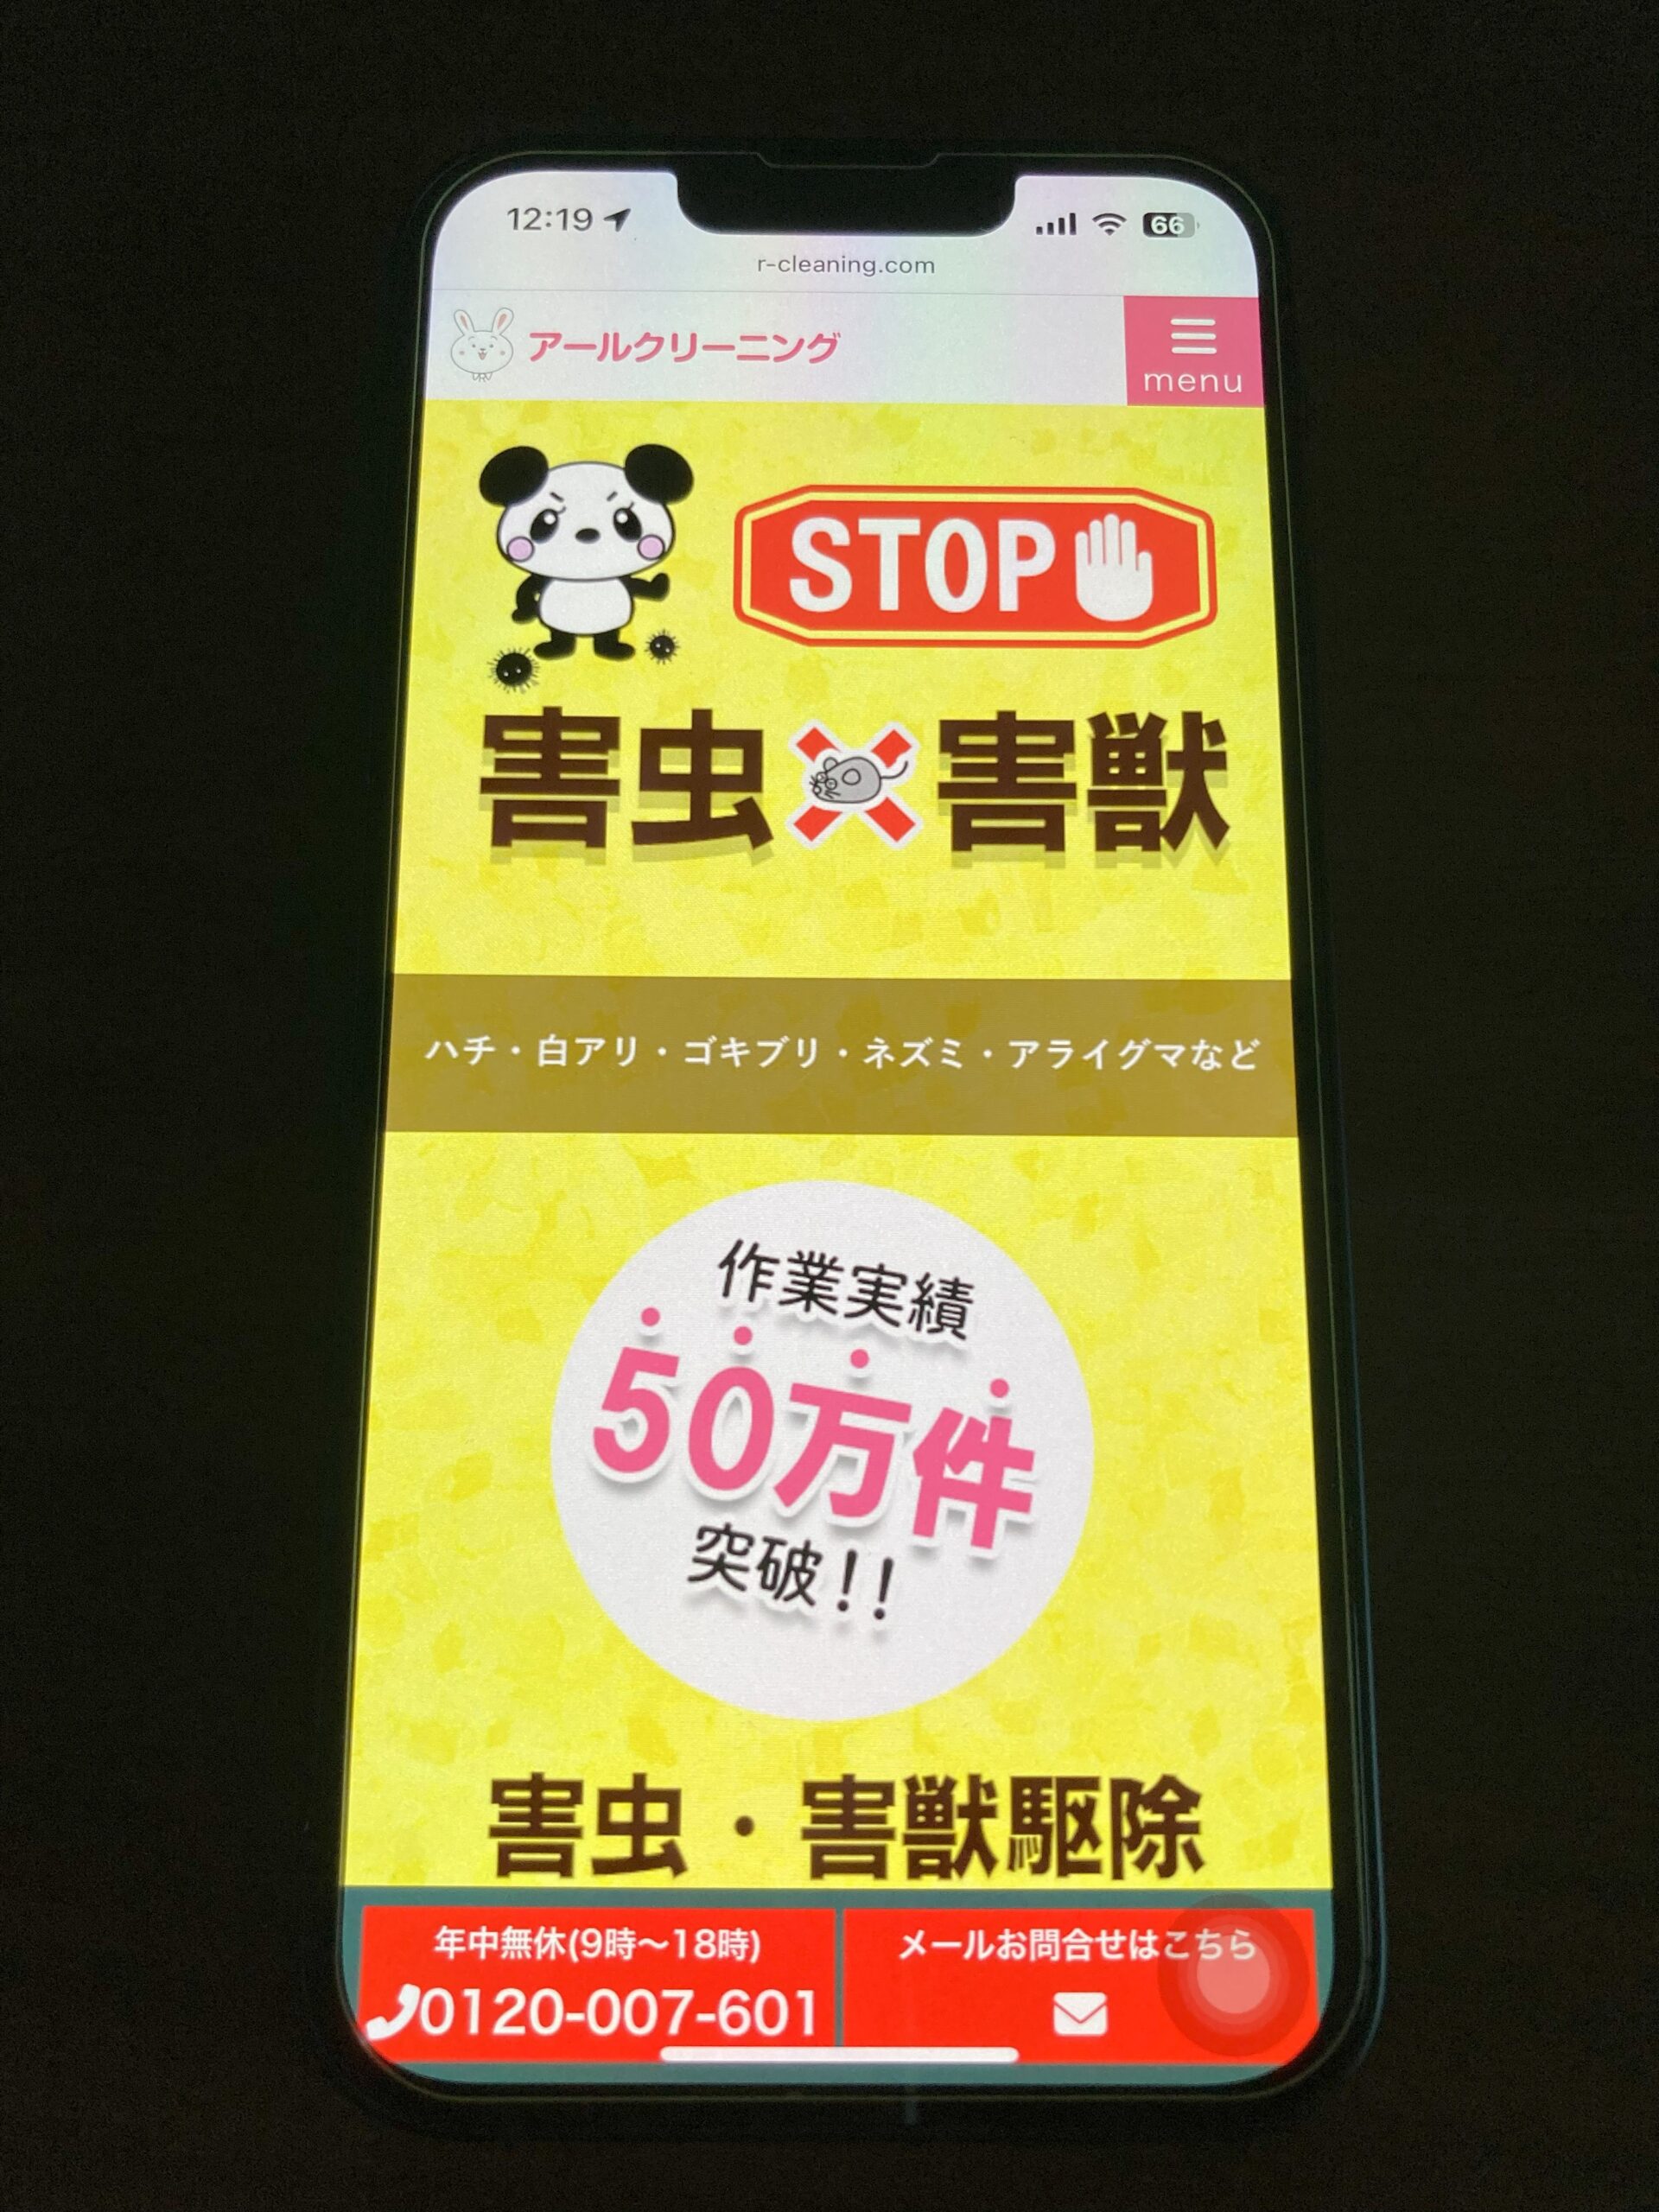 12:19
66
r-cleaning.com
アールクリーニング
menu
STOP
害虫 害獣
ハチ・白アリ・ゴキブリ・ネズミ・アライグマなど
作業実績
50万件
突破!!
害虫・害獣駆除
年中無休(9時〜18時)
0120-007-601
メールお問合せはこちら